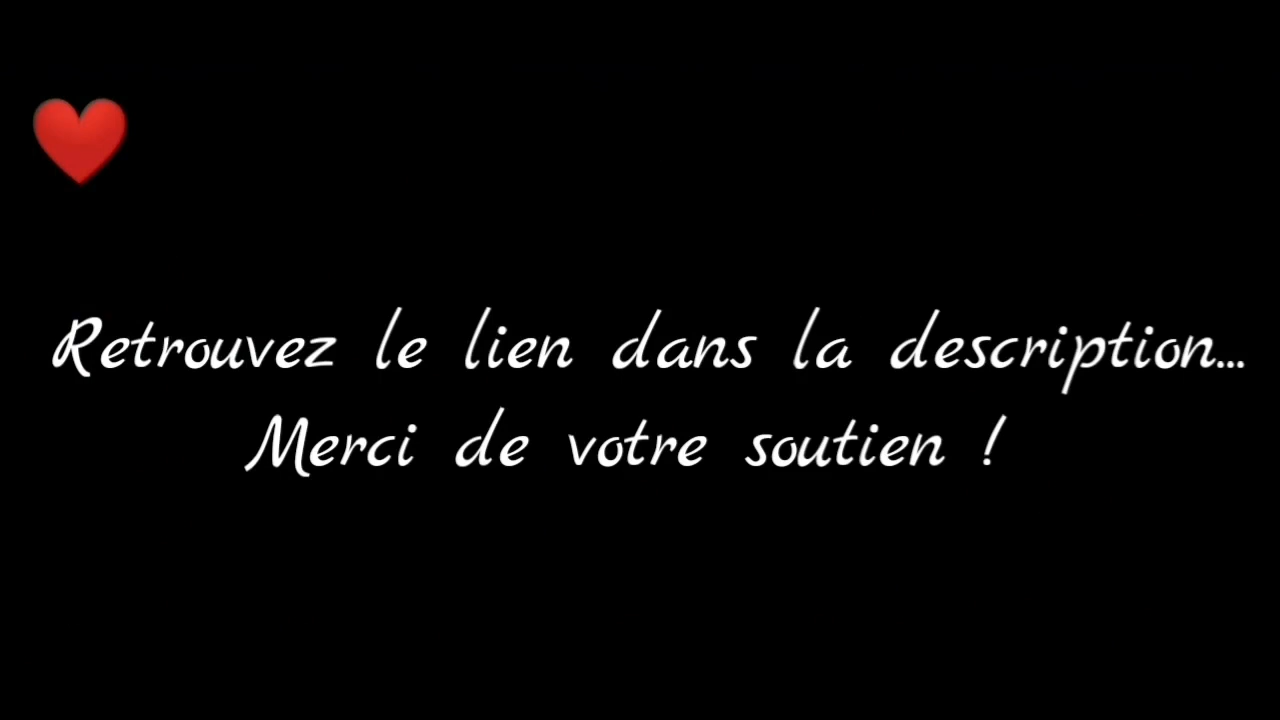 Retrouvez le lien dans la description...
Merci de votre soutien !